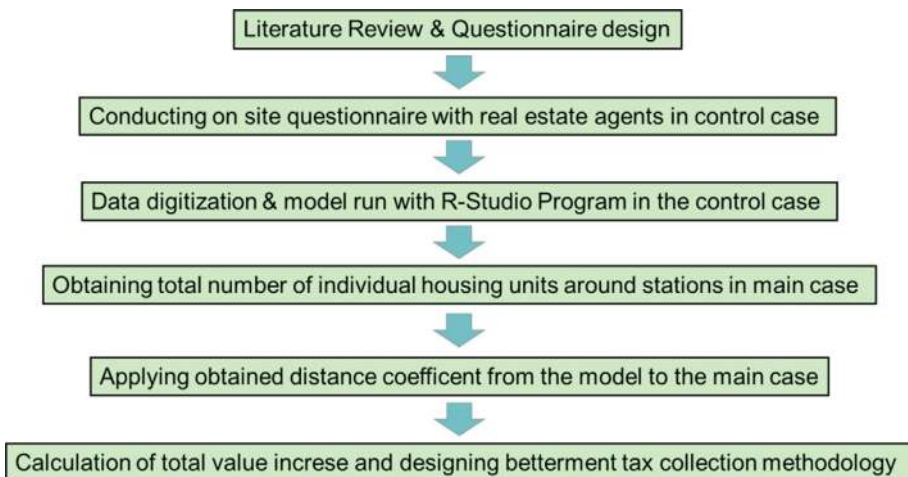 Literature Review & Questionnaire design
Conducting on site questionnaire with real estate agents in control case
Data digitization & model run with R-Studio Program in the control case
Obtaining total number of individual housing units around stations in main case
Applying obtained distance coefficent from the model to the main case
Calculation of total value increse and designing betterment tax collection methodology